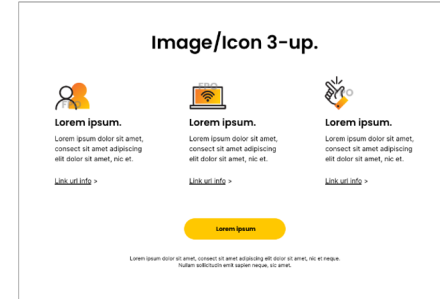 Image/Icon 3-up.
FPO
FPO
FPO
Lorem ipsum.
Lorem ipsum dolor sit amet,
consect sit amet adipiscing
elit dolor sit amet, nic et.
Link url info >
Lorem ipsum.
Lorem ipsum dolor sit amet,
consect sit amet adipiscing
elit dolor sit amet, nic et.
Link url info >
Lorem ipsum.
Lorem ipsum dolor sit amet,
consect sit amet adipiscing
elit dolor sit amet, nic et.
Link url info >
Lorem ipsum
Lorem ipsum dolor sit amet, consect sit amet adipiscing elit dolor sit amet, nic et neque.
Nullam sollicitudin emit sapien neque, sic amet.